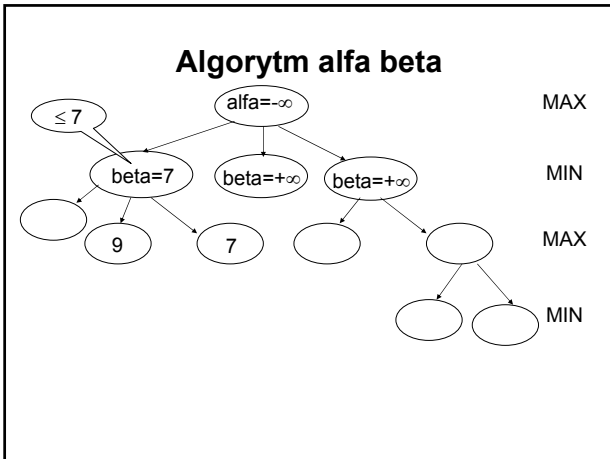 Algorytm alfa beta
alfa=-∞ MAX
≤ 7
beta=7 beta=+∞ beta=+∞ MIN
9 7 MAX
MIN